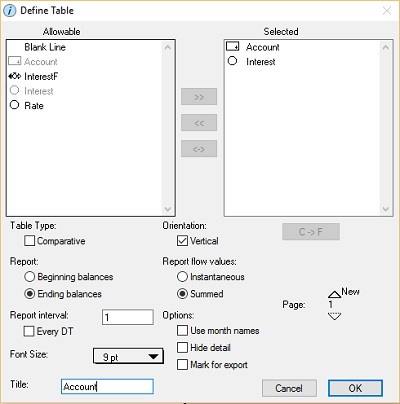 Define Table
Allowable
Selected
Blank Line
Account
InterestF
Interest
Rate
Account
Interest
>>
<<
<->
Table Type:
Comparative
Orientation:
Vertical
C -> F
Report:
Beginning balances
Ending balances
Report flow values:
Instantaneous
Summed
New
Page: 1
Report interval: 1
Every DT
Options:
Use month names
Hide detail
Mark for export
Font Size: 9 pt
Title: Account
Cancel
OK